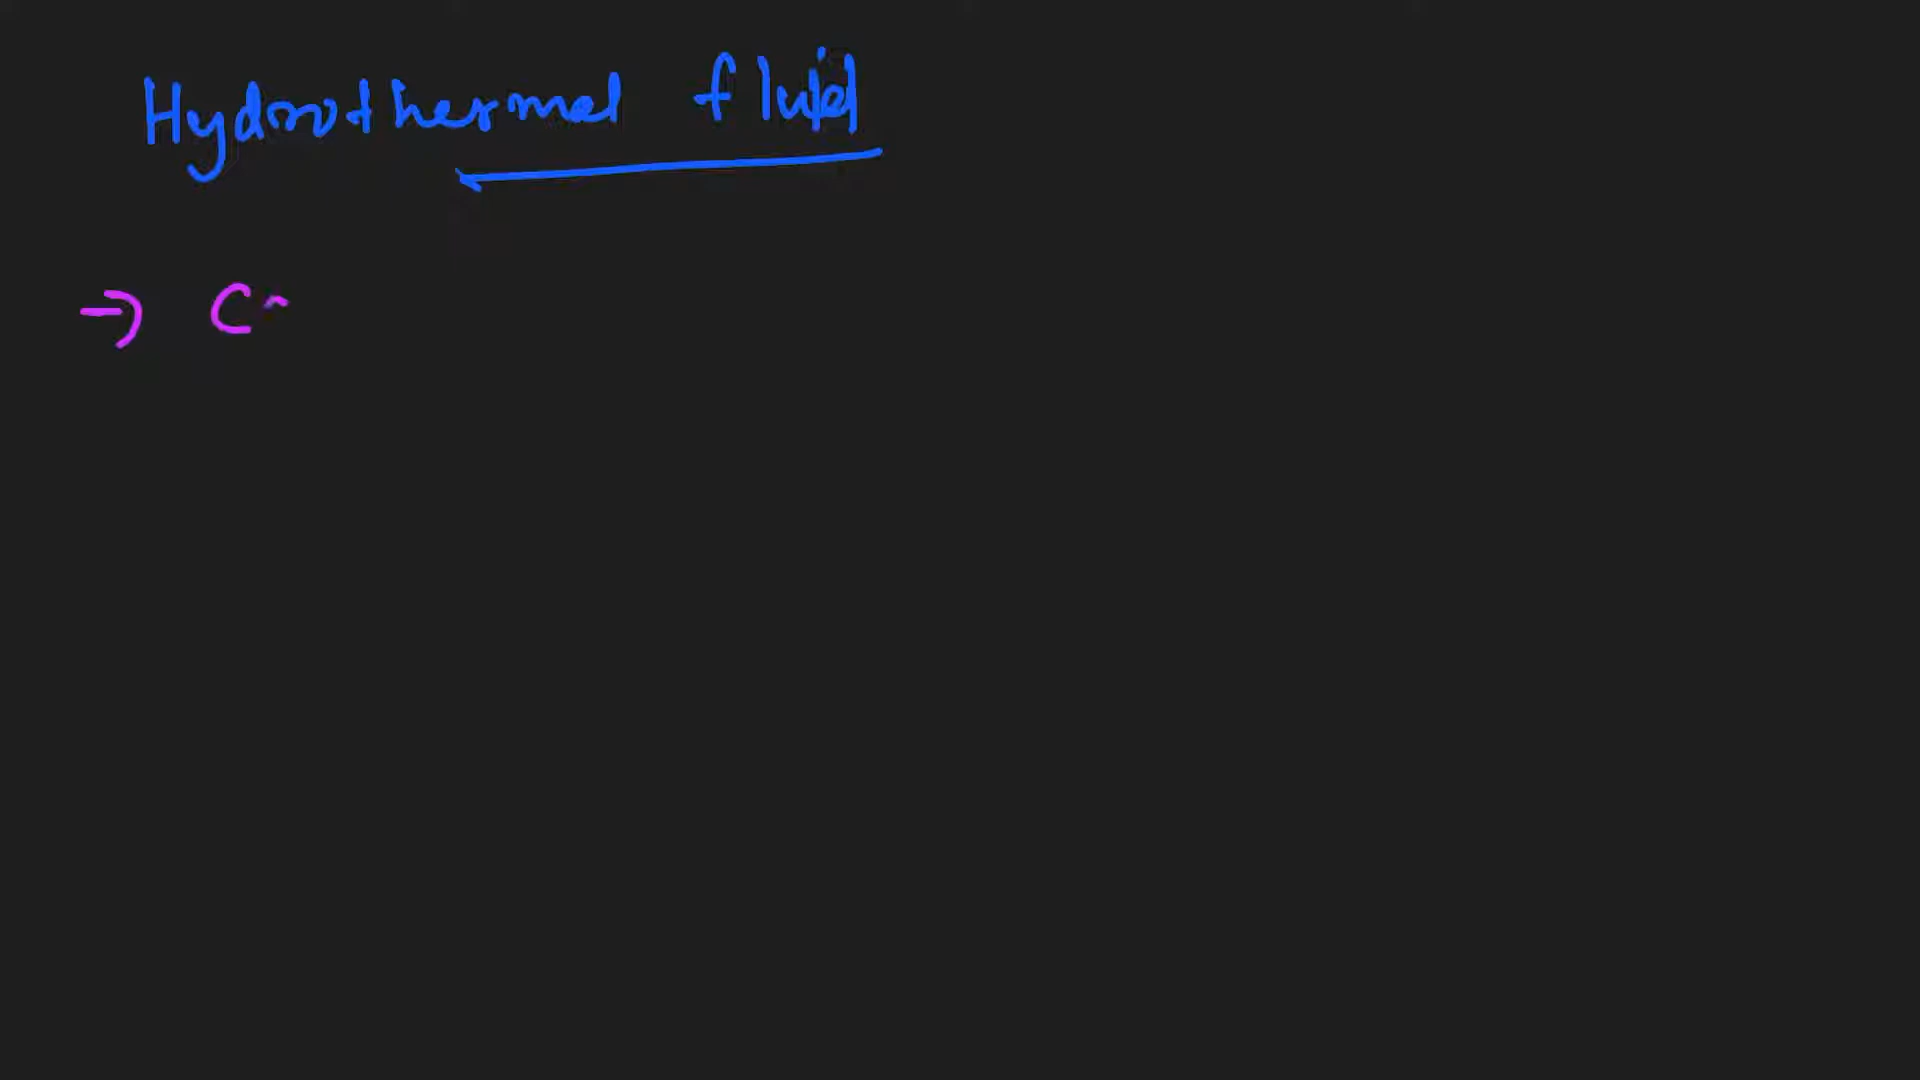 Hydrothermal fluid
→ C